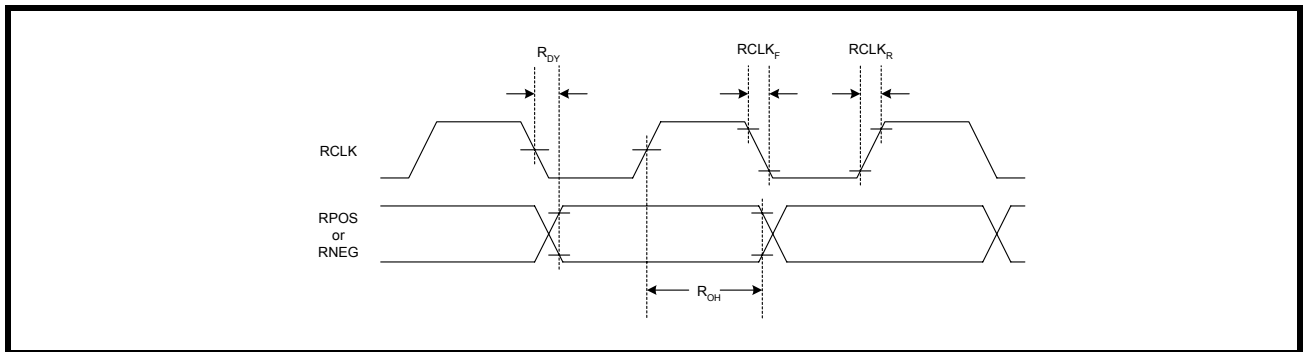 R_DY
RCLK_F
RCLK_R
RCLK
RPOS
or
RNEG
R_OH